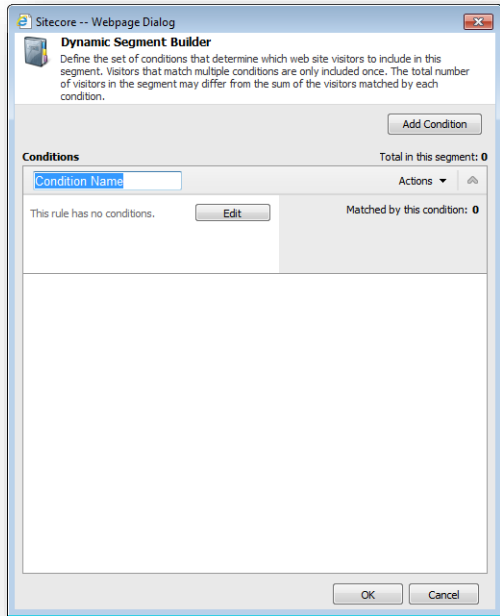 Sitecore -- Webpage Dialog
Dynamic Segment Builder
Define the set of conditions that determine which web site visitors to include in this
segment. Visitors that match multiple conditions are only included once. The total number
of visitors in the segment may differ from the sum of the visitors matched by each
condition.
Add Condition
Conditions Total in this segment: 0
Condition Name Actions
This rule has no conditions. Edit Matched by this condition: 0
OK Cancel